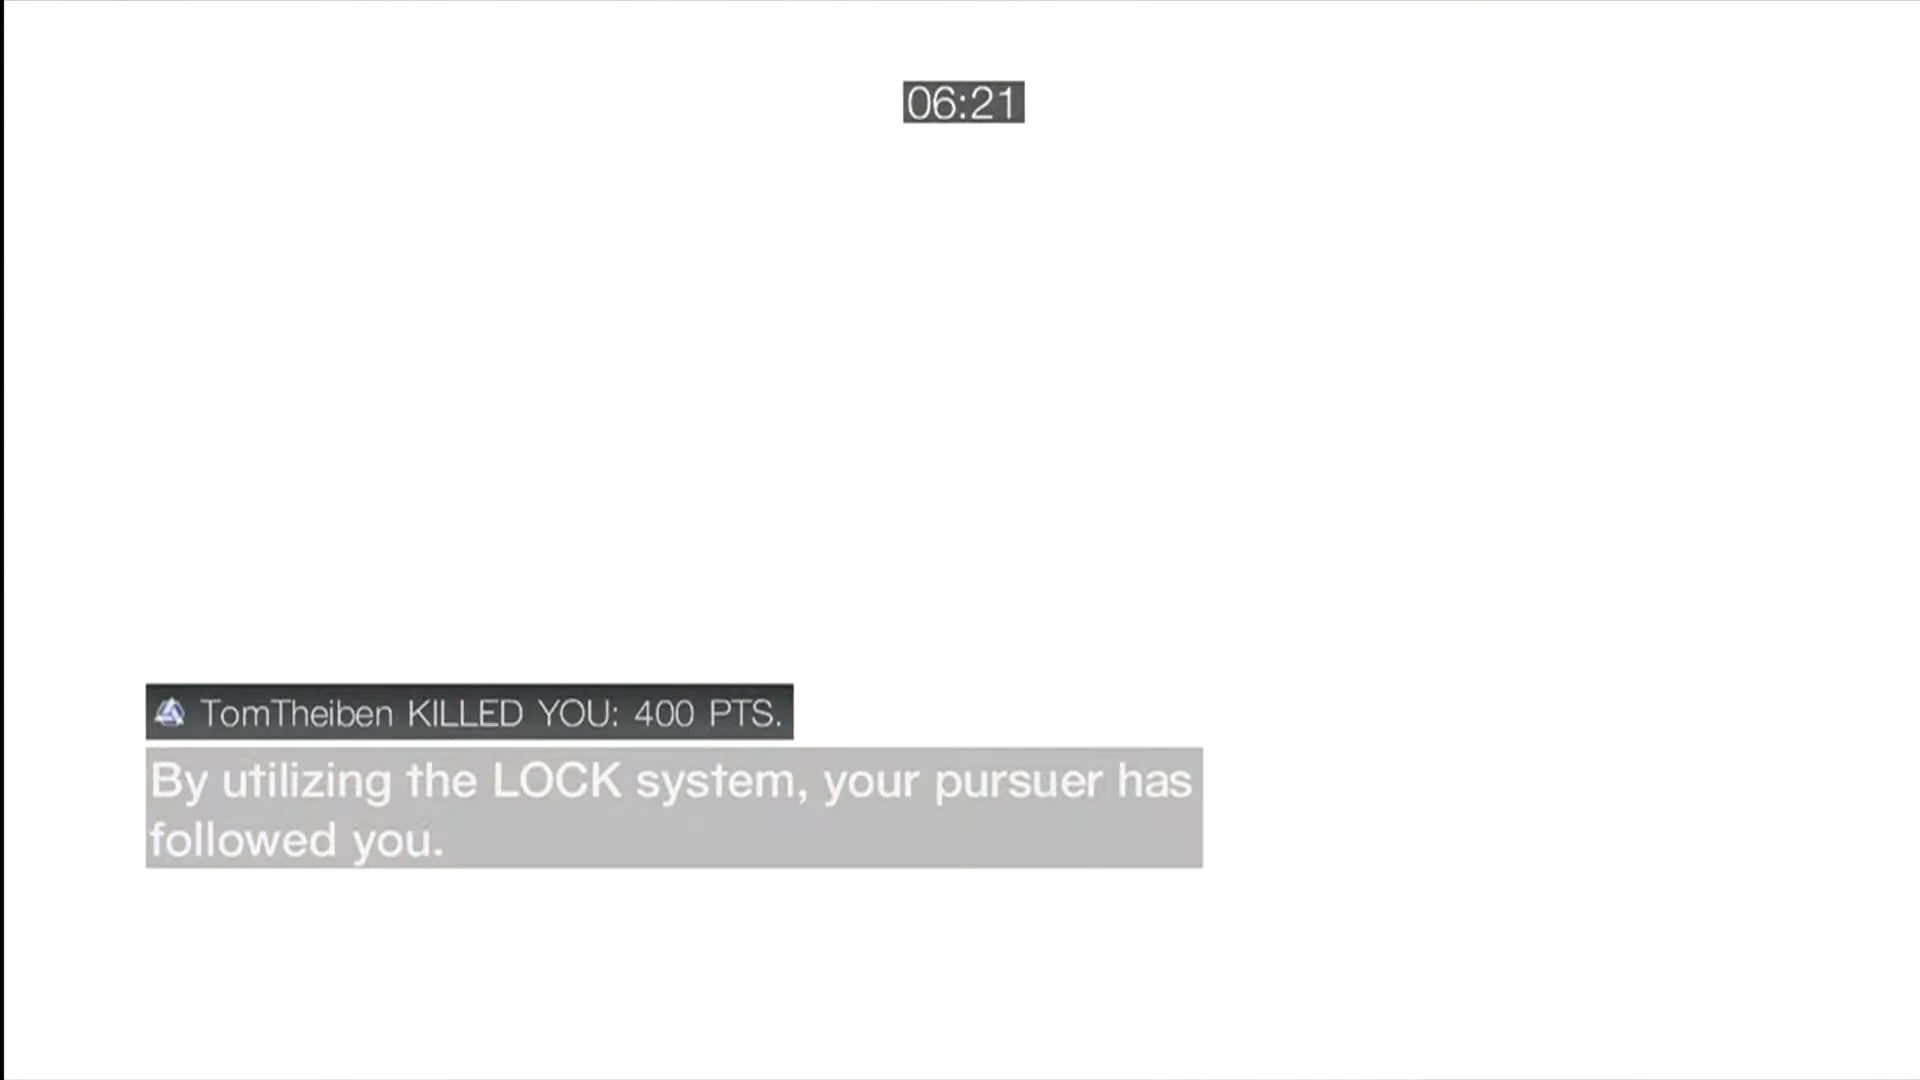 06:21
TomTheiben KILLED YOU: 400 PTS.
By utilizing the LOCK system, your pursuer has
followed you.